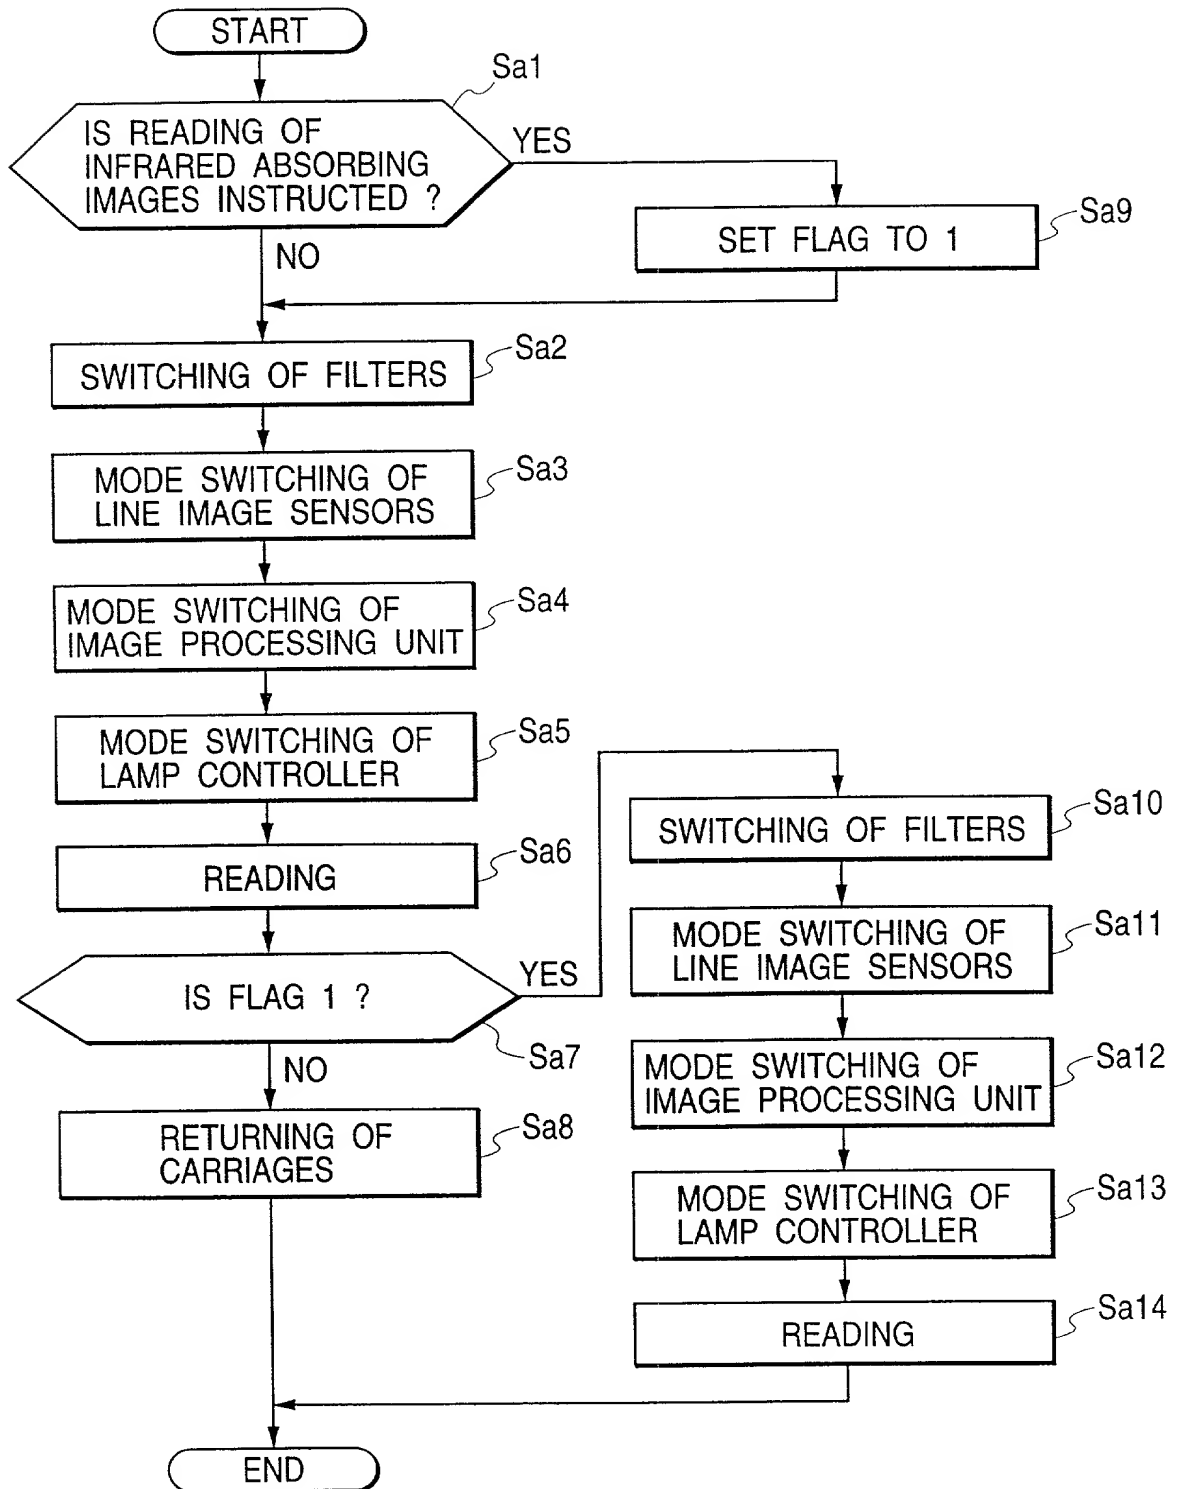 START
Sa1
IS READING OF
INFRARED ABSORBING
IMAGES INSTRUCTED ?
YES
SET FLAG TO 1
Sa9
NO
SWITCHING OF FILTERS
Sa2
MODE SWITCHING OF
LINE IMAGE SENSORS
Sa3
MODE SWITCHING OF
IMAGE PROCESSING UNIT
Sa4
MODE SWITCHING OF
LAMP CONTROLLER
Sa5
READING
Sa6
IS FLAG 1 ?
YES
Sa7
NO
RETURNING OF
CARRIAGES
Sa8
SWITCHING OF FILTERS
Sa10
MODE SWITCHING OF
LINE IMAGE SENSORS
Sa11
MODE SWITCHING OF
IMAGE PROCESSING UNIT
Sa12
MODE SWITCHING OF
LAMP CONTROLLER
Sa13
READING
Sa14
END